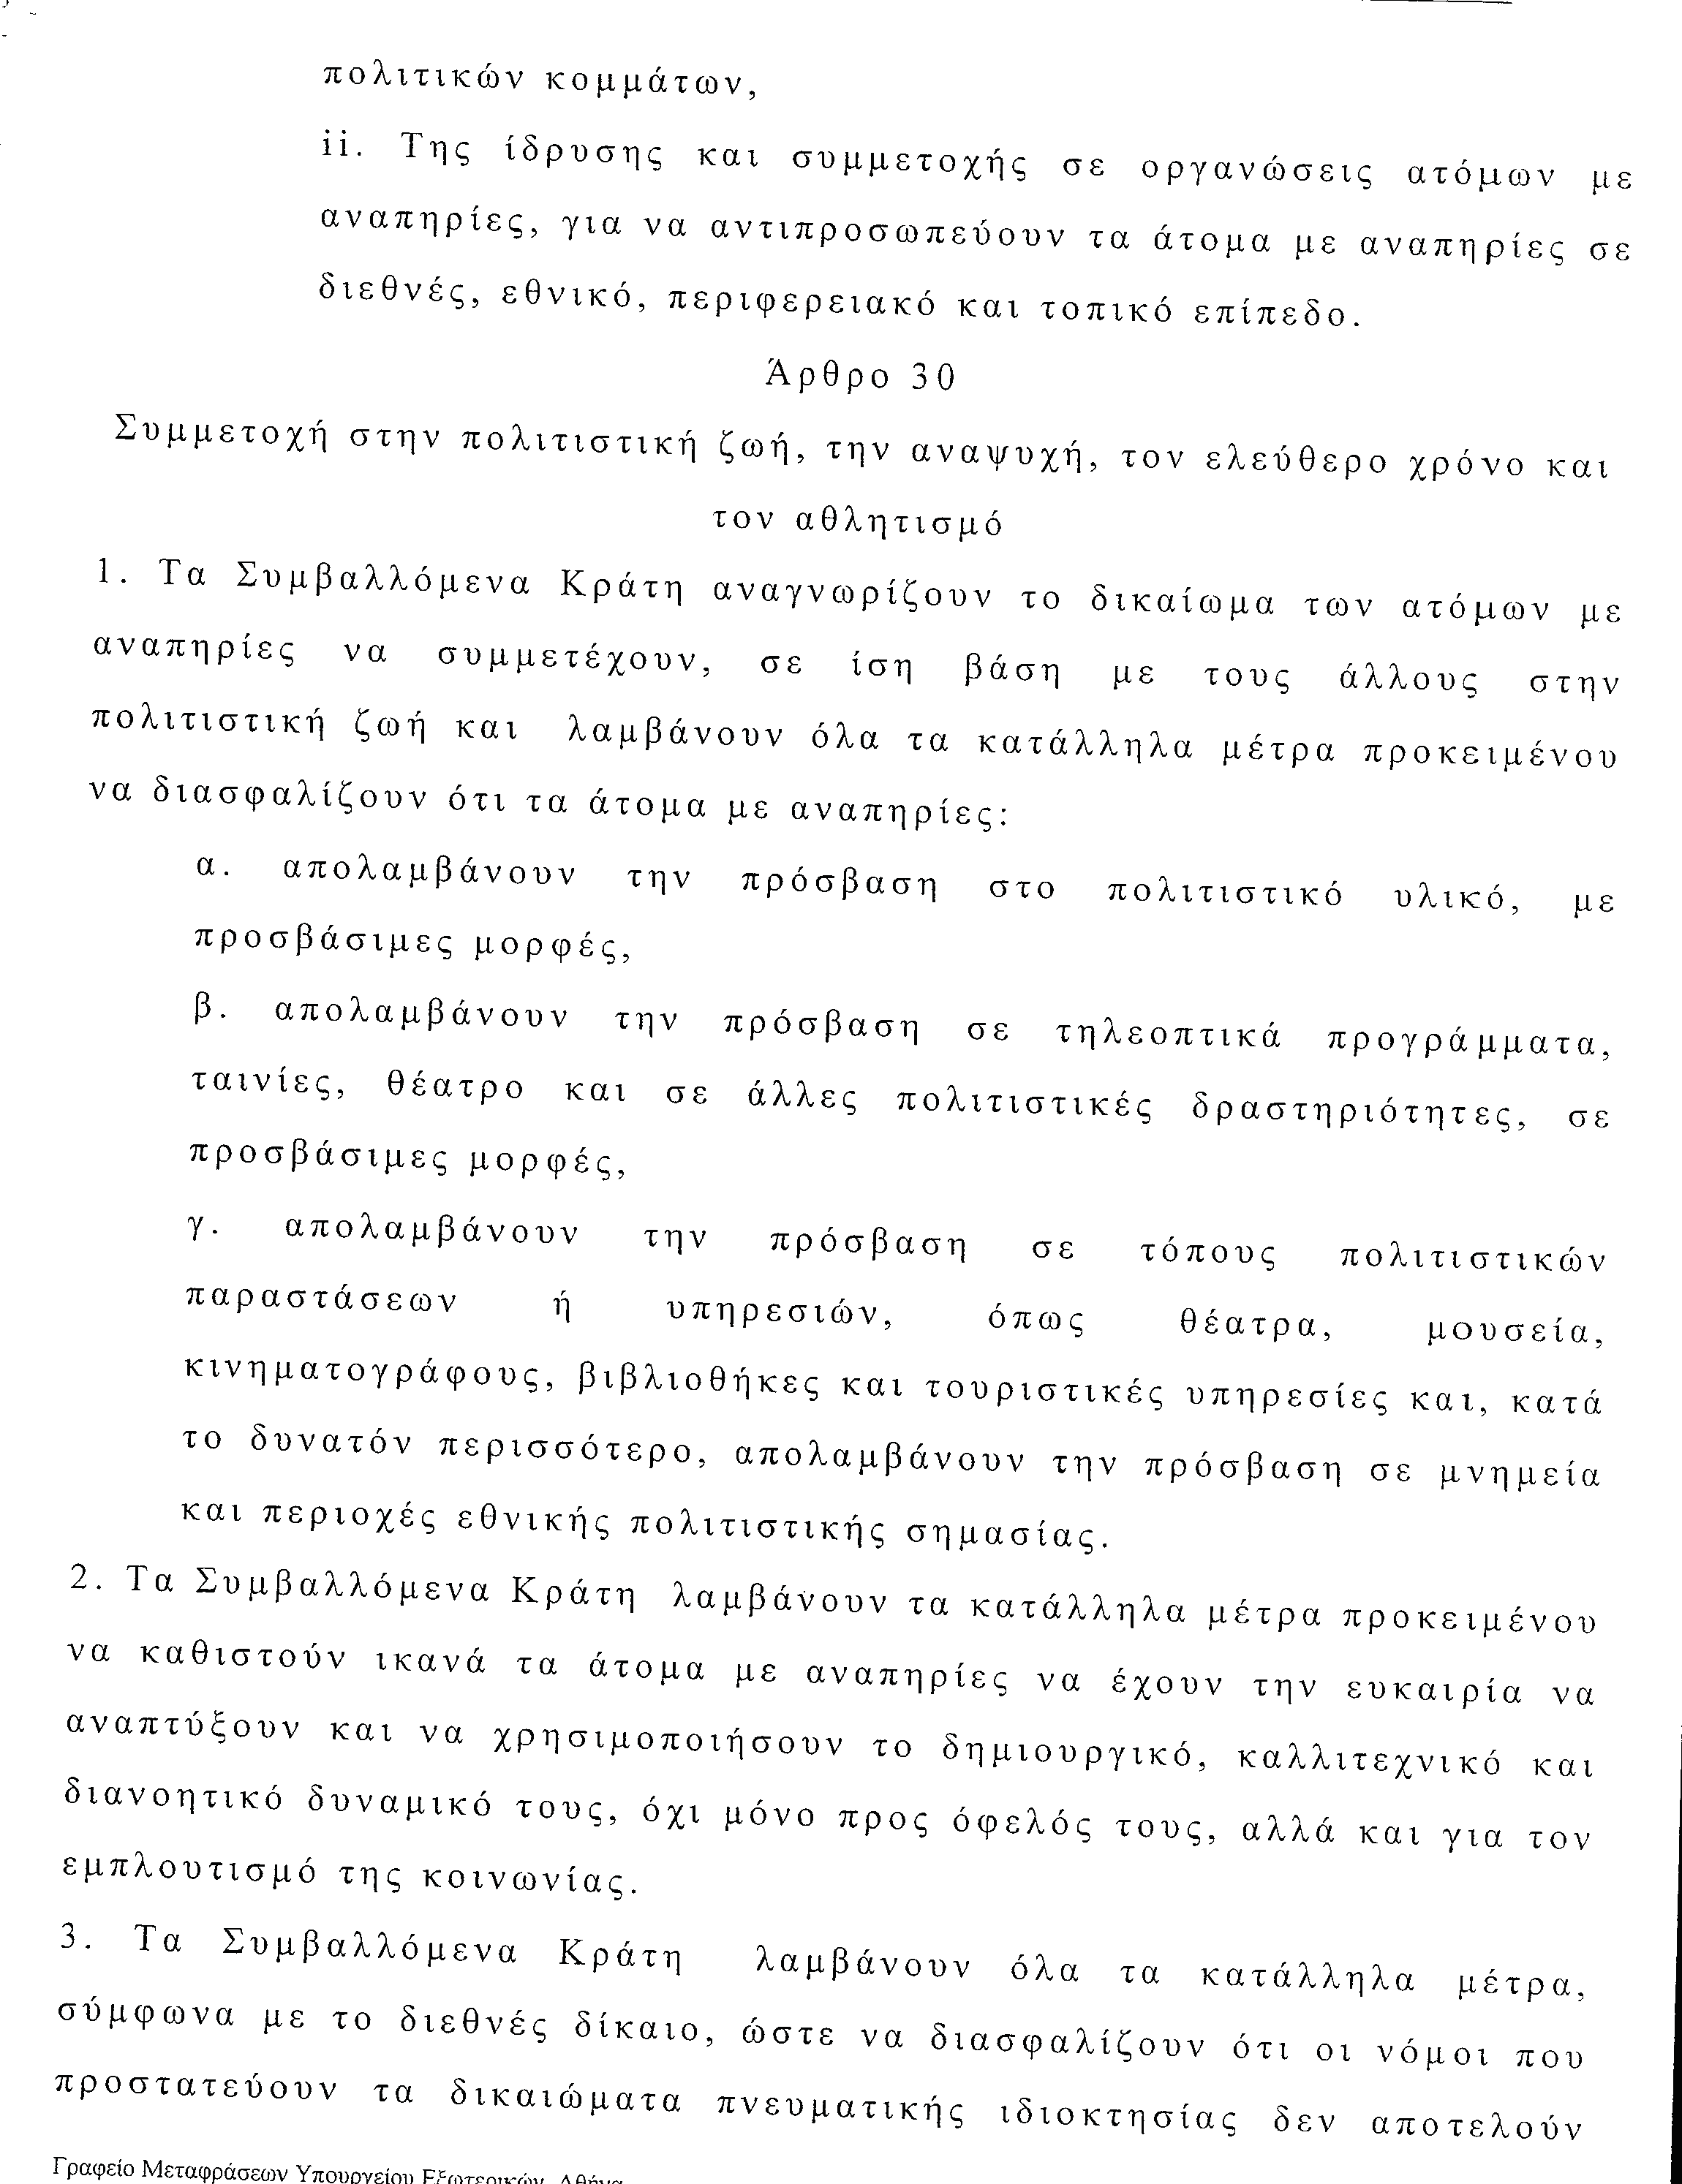 πολιτικών κομμάτων,
ii. Της ίδρυσης και συμμετοχής σε οργανώσεις ατόμων με
αναπηρίες, για να αντιπροσωπεύουν τα άτομα με αναπηρίες σε
διεθνές, εθνικό, περιφερειακό και τοπικό επίπεδο.
Άρθρο 30
Συμμετοχή στην πολιτιστική ζωή, την αναψυχή, τον ελεύθερο χρόνο και
τον αθλητισμό
1. Τα Συμβαλλόμενα Κράτη αναγνωρίζουν το δικαίωμα των ατόμων με
αναπηρίες να συμμετέχουν, σε ίση βάση με τους άλλους στην
πολιτιστική ζωή και λαμβάνουν όλα τα κατάλληλα μέτρα προκειμένου
να διασφαλίζουν ότι τα άτομα με αναπηρίες:
α. απολαμβάνουν την πρόσβαση στο πολιτιστικό υλικό, με
προσβάσιμες μορφές,
β. απολαμβάνουν την πρόσβαση σε τηλεοπτικά προγράμματα,
ταινίες, θέατρο και σε άλλες πολιτιστικές δραστηριότητες, σε
προσβάσιμες μορφές,
γ. απολαμβάνουν την πρόσβαση σε τόπους πολιτιστικών
παραστάσεων ή υπηρεσιών, όπως θέατρα, μουσεία,
κινηματογράφους, βιβλιοθήκες και τουριστικές υπηρεσίες και, κατά
το δυνατόν περισσότερο, απολαμβάνουν την πρόσβαση σε μνημεία
και περιοχές εθνικής πολιτιστικής σημασίας.
2. Τα Συμβαλλόμενα Κράτη λαμβάνουν τα κατάλληλα μέτρα προκειμένου
να καθιστούν ικανά τα άτομα με αναπηρίες να έχουν την ευκαιρία να
αναπτύξουν και να χρησιμοποιήσουν το δημιουργικό, καλλιτεχνικό και
διανοητικό δυναμικό τους, όχι μόνο προς όφελός τους, αλλά και για τον
εμπλουτισμό της κοινωνίας.
3. Τα Συμβαλλόμενα Κράτη λαμβάνουν όλα τα κατάλληλα μέτρα,
σύμφωνα με το διεθνές δίκαιο, ώστε να διασφαλίζουν ότι οι νόμοι που
προστατεύουν τα δικαιώματα πνευματικής ιδιοκτησίας δεν αποτελούν
Γραφείο Μεταφράσεων Υπουργείου Εξωτερικών, Αθήνα